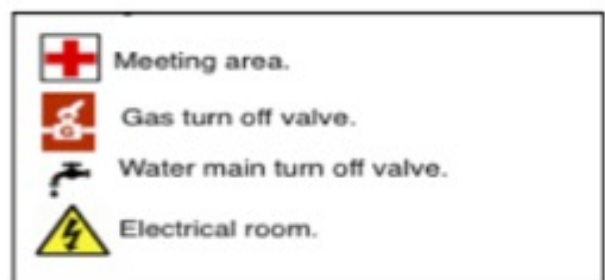 Meeting area.
G
Gas turn off valve.
Water main turn off valve.
Electrical room.